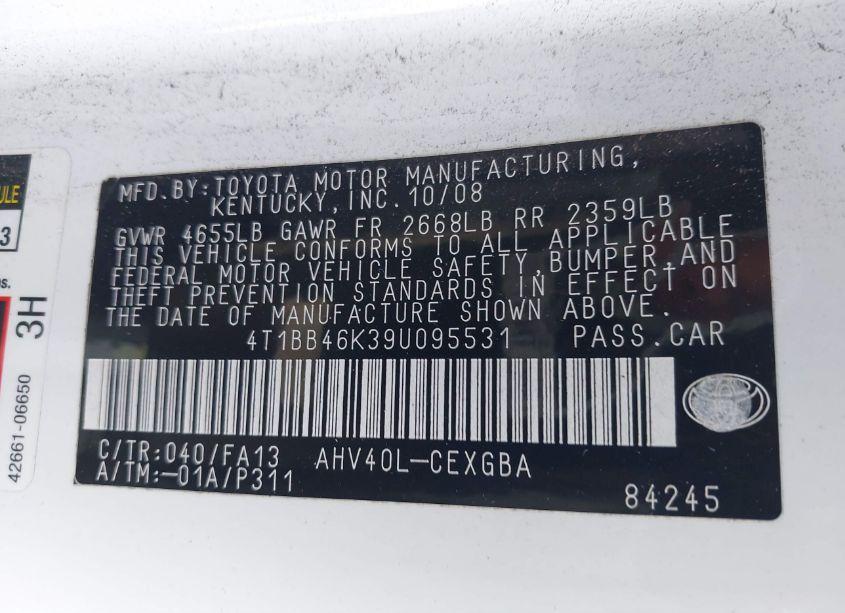 MFD.BY:TOYOTA MOTOR MANUFACTURING,
KENTUCKY,INC.10/08
GVWR 4655LB GAWR FR 2668LB RR 2359LB
THIS VEHICLE CONFORMS TO ALL APPLICABLE
FEDERAL MOTOR VEHICLE SAFETY,BUMPER,AND
THEFT PREVENTION STANDARDS IN EFFECT ON
THE DATE OF MANUFACTURE SHOWN ABOVE.
4T1BB46K39U095531 PASS.CAR
C/TR:040/FA13 AHV40L-CEXGBA
A/TM:-01A/P311
84245
3H
42661-06650
3